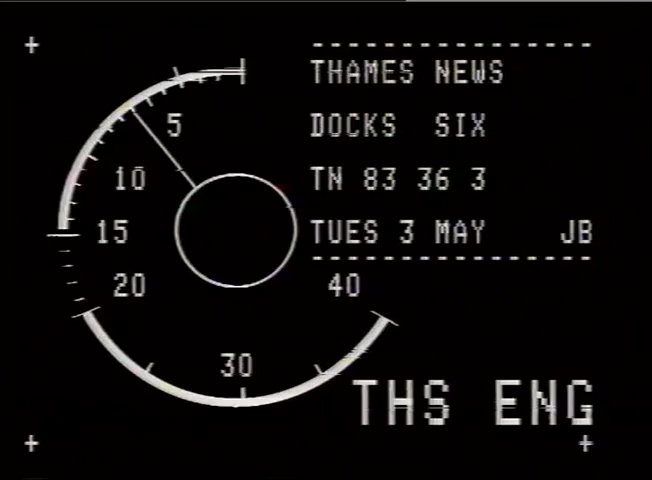 THAMES NEWS
DOCKS SIX
TN 83 36 3
TUES 3 MAY JB
5
10
15
20
30
40
THS ENG